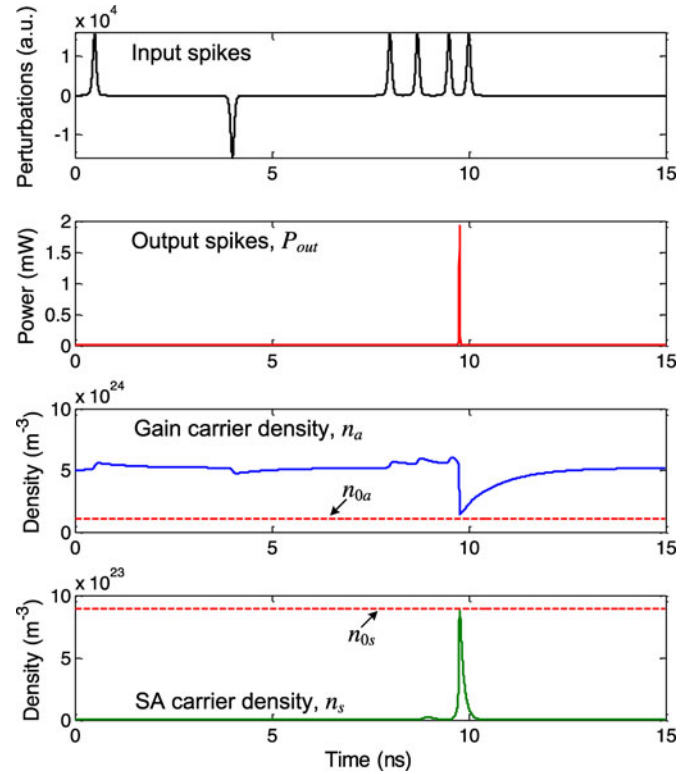 x 10^4
1
0
-1
Perturbations (a.u.)
Input spikes
0 5 10 15
2
1.5
1
0.5
0
Power (mW)
Output spikes, P_out
0 5 10 15
x 10^24
10
5
0
Density (m^-3)
Gain carrier density, n_a
n_0a
0 5 10 15
x 10^23
10
5
0
Density (m^-3)
n_0s
SA carrier density, n_s
0 5 10 15
Time (ns)